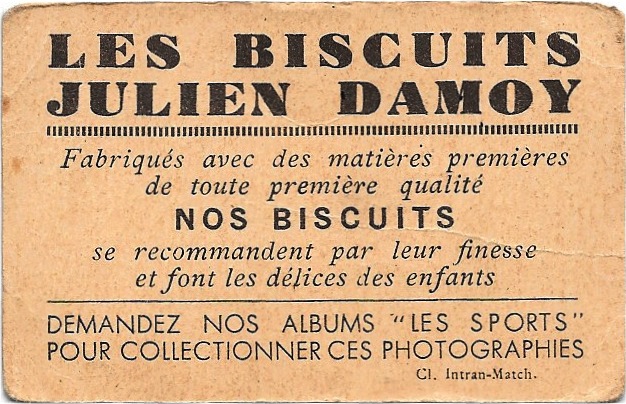 LES BISCUITS
JULIEN DAMOY
Fabriqués avec des matières premières
de toute première qualité
NOS BISCUITS
se recommandent par leur finesse
et font les délices des enfants
DEMANDEZ NOS ALBUMS "LES SPORTS"
POUR COLLECTIONNER CES PHOTOGRAPHIES
Cl. Intran-Match.